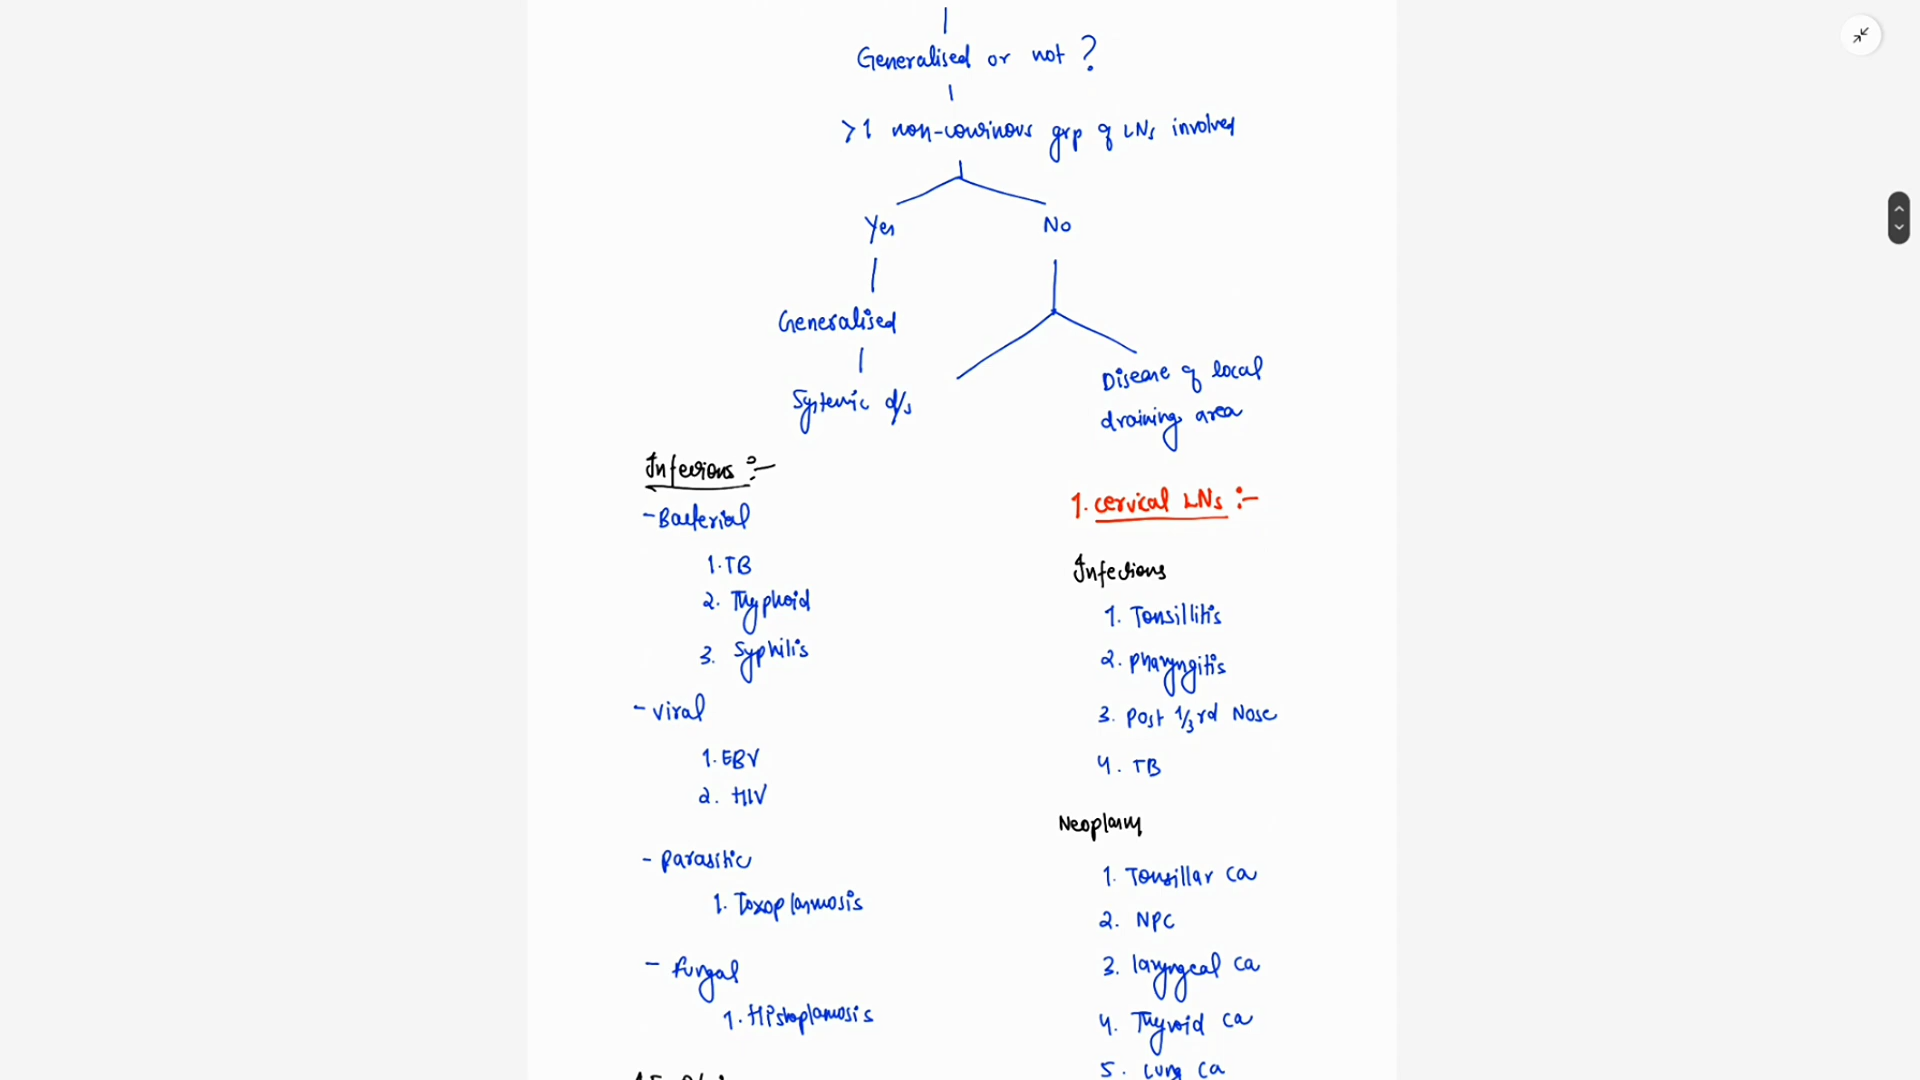 Generalised or not ?
>1 non-continous grp of LNs involved
Yes
No
Generalised
Systemic d/s
Disease of local
draining area
Infections :-
- Bacterial
1. TB
2. Thyphoid
3. Syphilis
- viral
1. EBV
2. HIV
- Parasitic
1. Toxoplasmosis
- Fungal
1. Histoplamosis
1. cervical LNs :-
Infections
1. Tonsillitis
2. Pharyngitis
3. Post 1/3rd Nose
4. TB
Neoplasm
1. Tonsillar Ca
2. NPC
3. laryngeal Ca
4. Thyroid Ca
5. Lung Ca